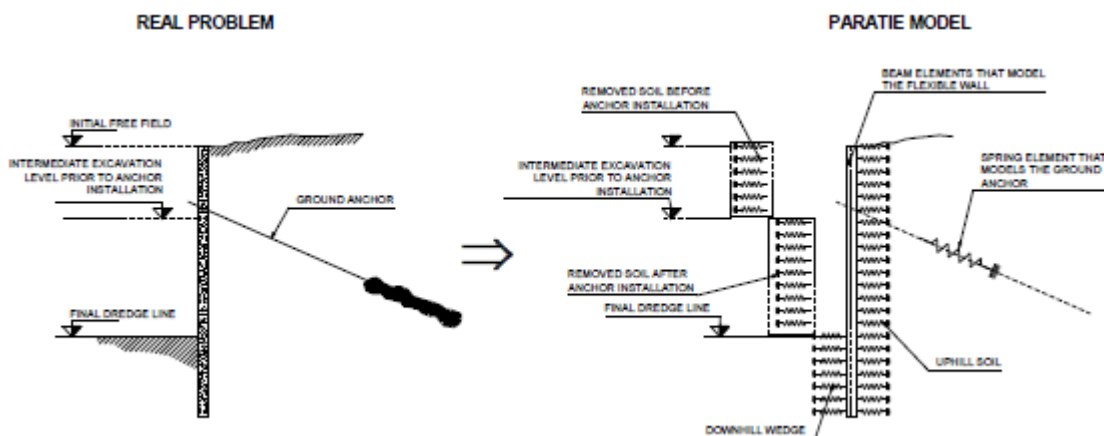 REAL PROBLEM
INITIAL FREE FIELD
INTERMEDIATE EXCAVATION
LEVEL PRIOR TO ANCHOR
INSTALLATION
GROUND ANCHOR
FINAL DREDGE LINE
PARATIE MODEL
BEAM ELEMENTS THAT MODEL
THE FLEXIBLE WALL
REMOVED SOIL BEFORE
ANCHOR INSTALLATION
INTERMEDIATE EXCAVATION
LEVEL PRIOR TO ANCHOR
INSTALLATION
SPRING ELEMENT THAT
MODELS THE GROUND
ANCHOR
REMOVED SOIL AFTER
ANCHOR INSTALLATION
FINAL DREDGE LINE
UPHILL SOIL
DOWNHILL WEDGE